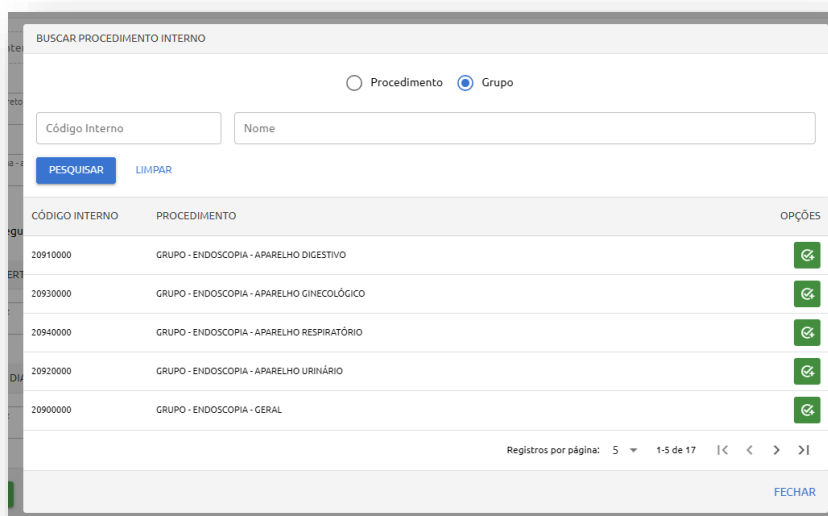 BUSCAR PROCEDIMENTO INTERNO
Procedimento Grupo
Código Interno Nome
PESQUISAR LIMPAR
CÓDIGO INTERNO PROCEDIMENTO OPÇÕES
20910000 GRUPO - ENDOSCOPIA - APARELHO DIGESTIVO
20930000 GRUPO - ENDOSCOPIA - APARELHO GINECOLÓGICO
20940000 GRUPO - ENDOSCOPIA - APARELHO RESPIRATÓRIO
20920000 GRUPO - ENDOSCOPIA - APARELHO URINÁRIO
20900000 GRUPO - ENDOSCOPIA - GERAL
Registros por página: 5 1-5 de 17
FECHAR